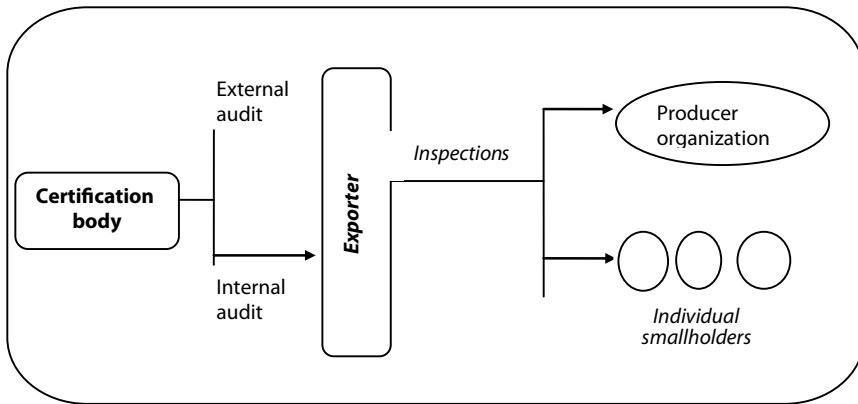 External
audit
Certification
body
Internal
audit
Exporter
Inspections
Producer
organization
Individual
smallholders